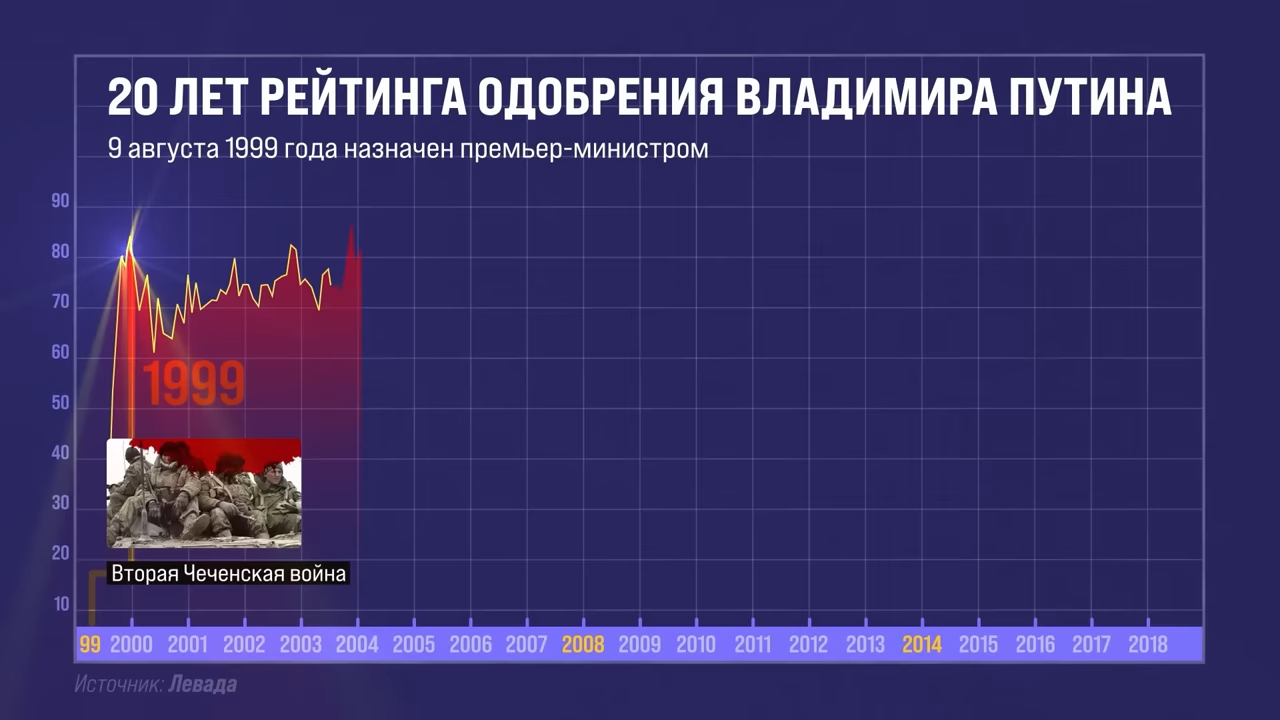 20 ЛЕТ РЕЙТИНГА ОДОБРЕНИЯ ВЛАДИМИРА ПУТИНА
9 августа 1999 года назначен премьер-министром
90
80
70
60
1999
50
40
30
20
Вторая Чеченская война
10
99 2000 2001 2002 2003 2004 2005 2006 2007 2008 2009 2010 2011 2012 2013 2014 2015 2016 2017 2018
Источник: Левада